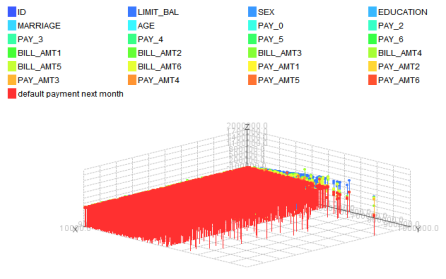 ID LIMIT_BAL SEX EDUCATION
MARRIAGE AGE PAY_0 PAY_2
PAY_3 PAY_4 PAY_5 PAY_6
BILL_AMT1 BILL_AMT2 BILL_AMT3 BILL_AMT4
BILL_AMT5 BILL_AMT6 PAY_AMT1 PAY_AMT2
PAY_AMT3 PAY_AMT4 PAY_AMT5 PAY_AMT6
default payment next month
Z
X
Y